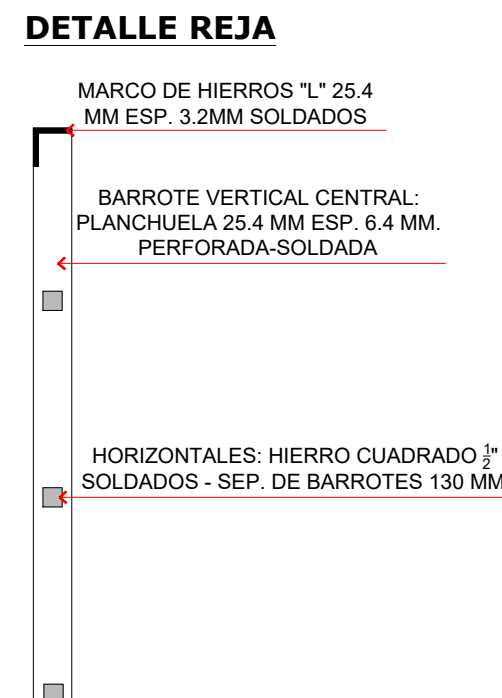 DETALLE REJA
MARCO DE HIERROS "L" 25.4
MM ESP. 3.2MM SOLDADOS
BARROTE VERTICAL CENTRAL:
PLANCHUELA 25.4 MM ESP. 6.4 MM.
PERFORADA-SOLDADA
HORIZONTALES: HIERRO CUADRADO ½"
SOLDADOS - SEP. DE BARROTES 130 MM